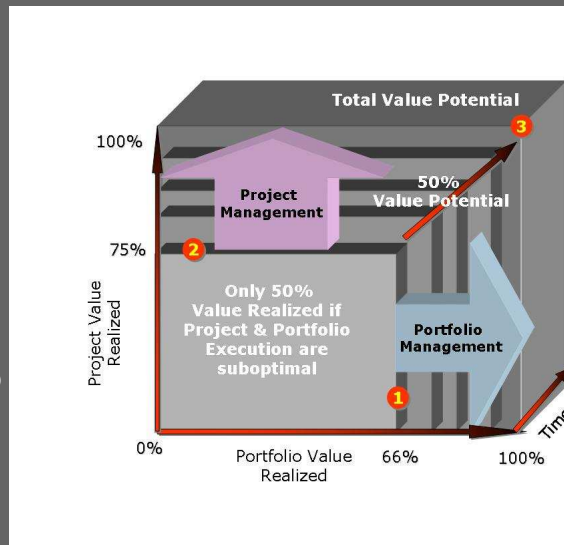 Total Value Potential
3
100%
50%
Value Potential
Project
Management
75%
2
Only 50%
Value Realized if
Project & Portfolio
Execution are
suboptimal
Portfolio
Management
1
Project Value
Realized
Time
0%
Portfolio Value
Realized
66%
100%